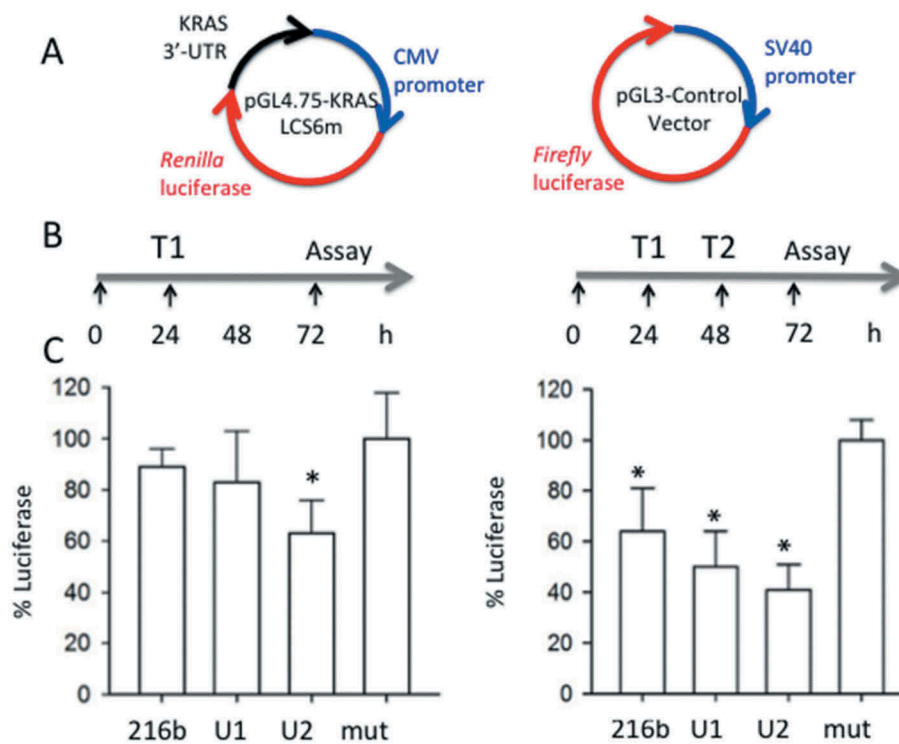 A
KRAS
3'-UTR
CMV
promoter
pGL4.75-KRAS
LCS6m
Renilla
luciferase
SV40
promoter
pGL3-Control
Vector
Firefly
luciferase
B
T1
Assay
0
24
48
72
h
T1
T2
Assay
0
24
48
72
h
C
% Luciferase
120
100
80
60
40
20
0
*
216b
U1
U2
mut
% Luciferase
120
100
80
60
40
20
0
*
*
*
216b
U1
U2
mut